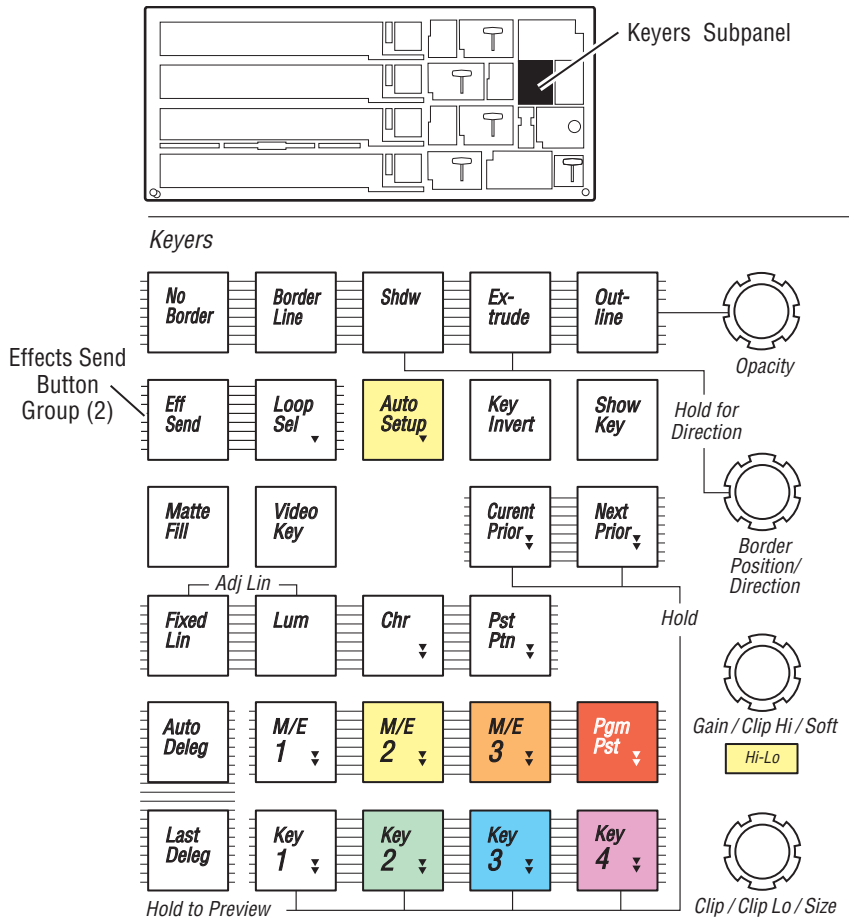 Keyers Subpanel
Keyers
No
Border
Border
Line
Shdw
Ex-
trude
Out-
line
Opacity
Effects Send
Button
Group (2)
Eff
Send
Loop
Sel
Auto
Setup
Key
Invert
Show
Key
Hold for
Direction
Matte
Fill
Video
Key
Curent
Prior
Next
Prior
Border
Position/
Direction
Adj Lin
Hold
Fixed
Lin
Lum
Chr
Pst
Ptn
Gain / Clip Hi / Soft
Hi-Lo
Auto
Deleg
M/E
1
M/E
2
M/E
3
Pgm
Pst
Last
Deleg
Key
1
Key
2
Key
3
Key
4
Hold to Preview
Clip / Clip Lo / Size